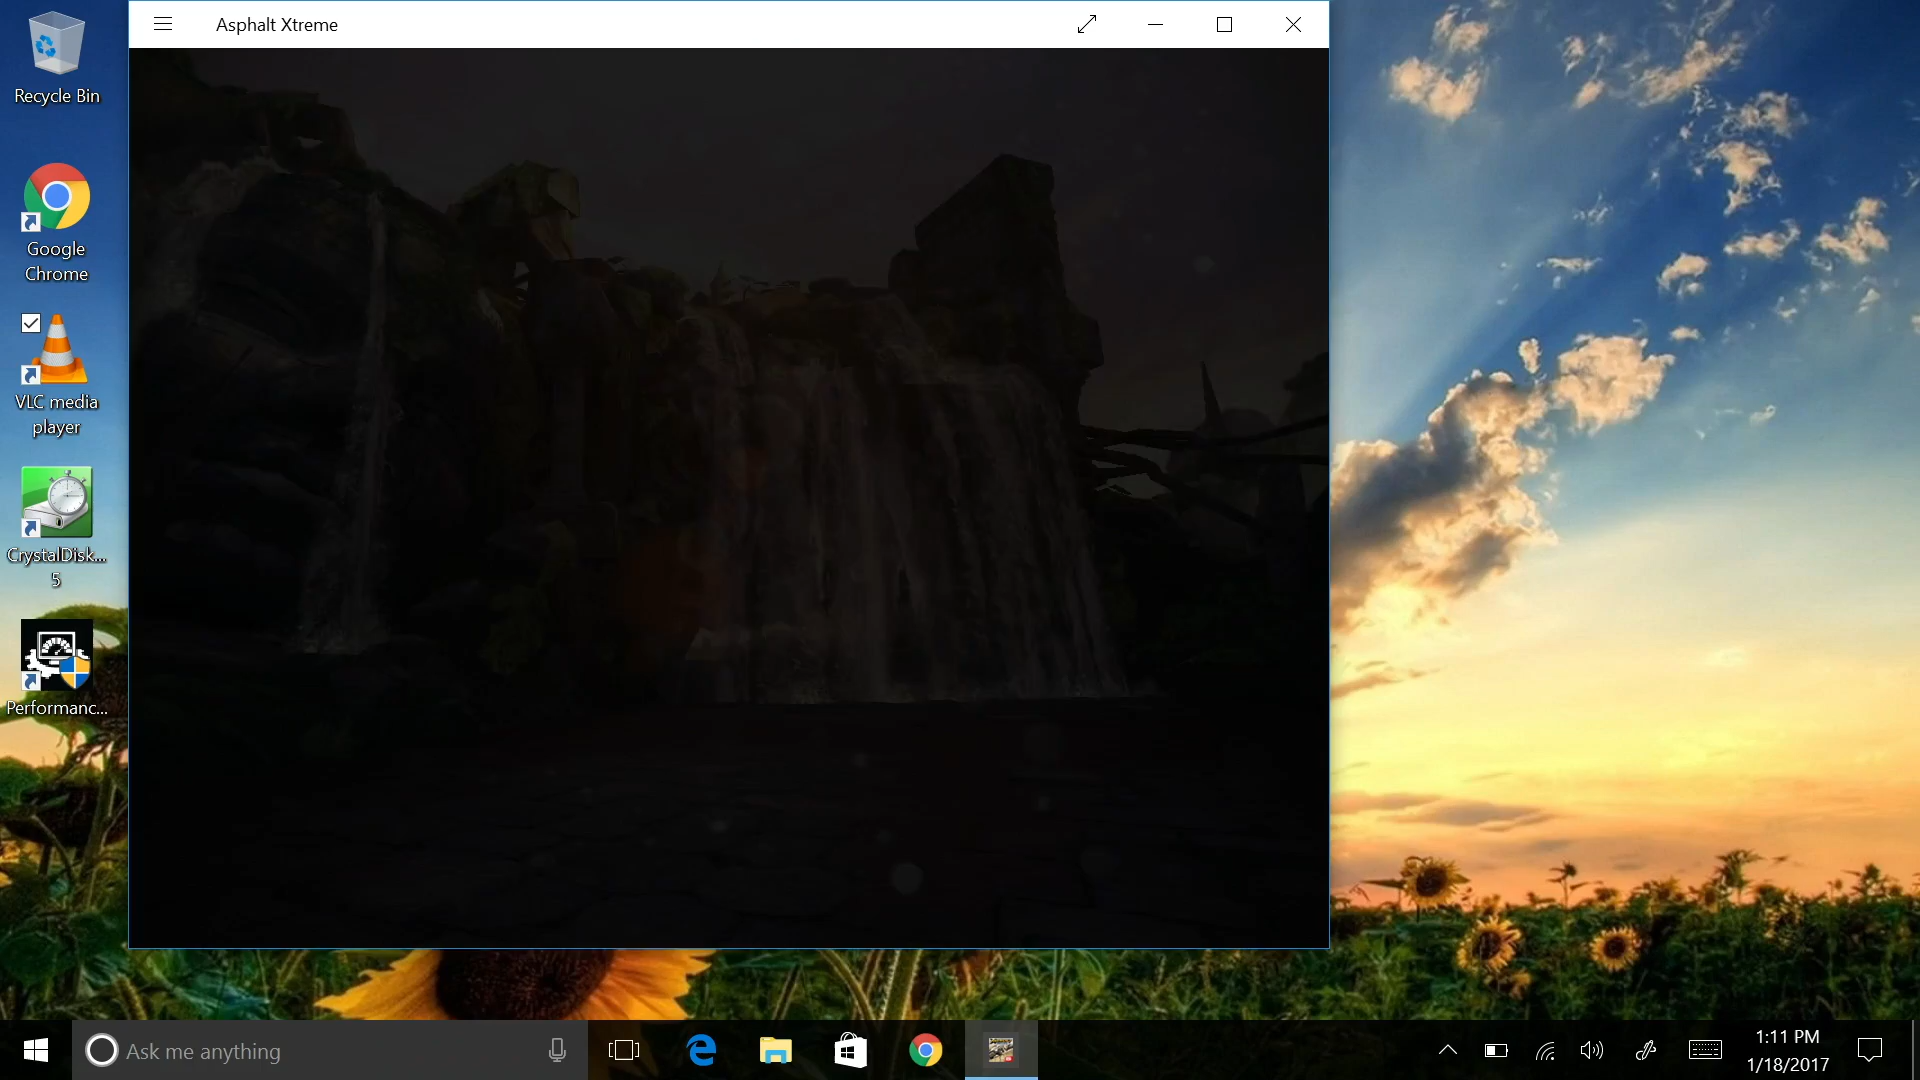 Asphalt Xtreme
Recycle Bin
Google
Chrome
VLC media
player
CrystalDisk...
5
Performanc...
Ask me anything
1:11 PM
1/18/2017